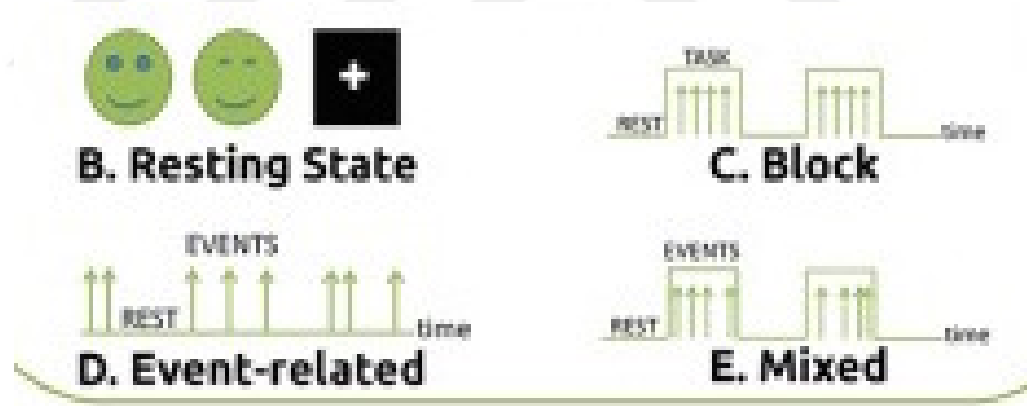 TASK
REST
time
B. Resting State
C. Block
EVENTS
REST
time
D. Event-related
EVENTS
REST
time
E. Mixed